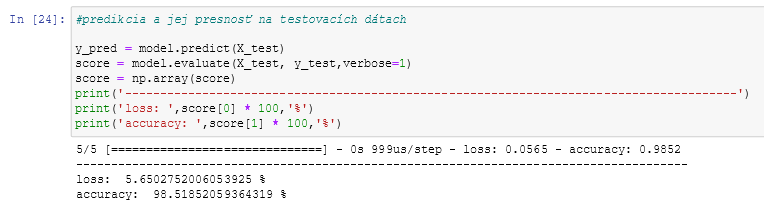 In [24]: #predikcia a jej presnosť na testovacích dátach
y_pred = model.predict(X_test)
score = model.evaluate(X_test, y_test,verbose=1)
score = np.array(score)
print('---------------------------------------------------------------------------------------')
print('loss: ',score[0] * 100,'%')
print('accuracy: ',score[1] * 100,'%')
5/5 [==============================] - 0s 999us/step - loss: 0.0565 - accuracy: 0.9852
---------------------------------------------------------------------------------------
loss:  5.6502752006053925 %
accuracy:  98.51852059364319 %